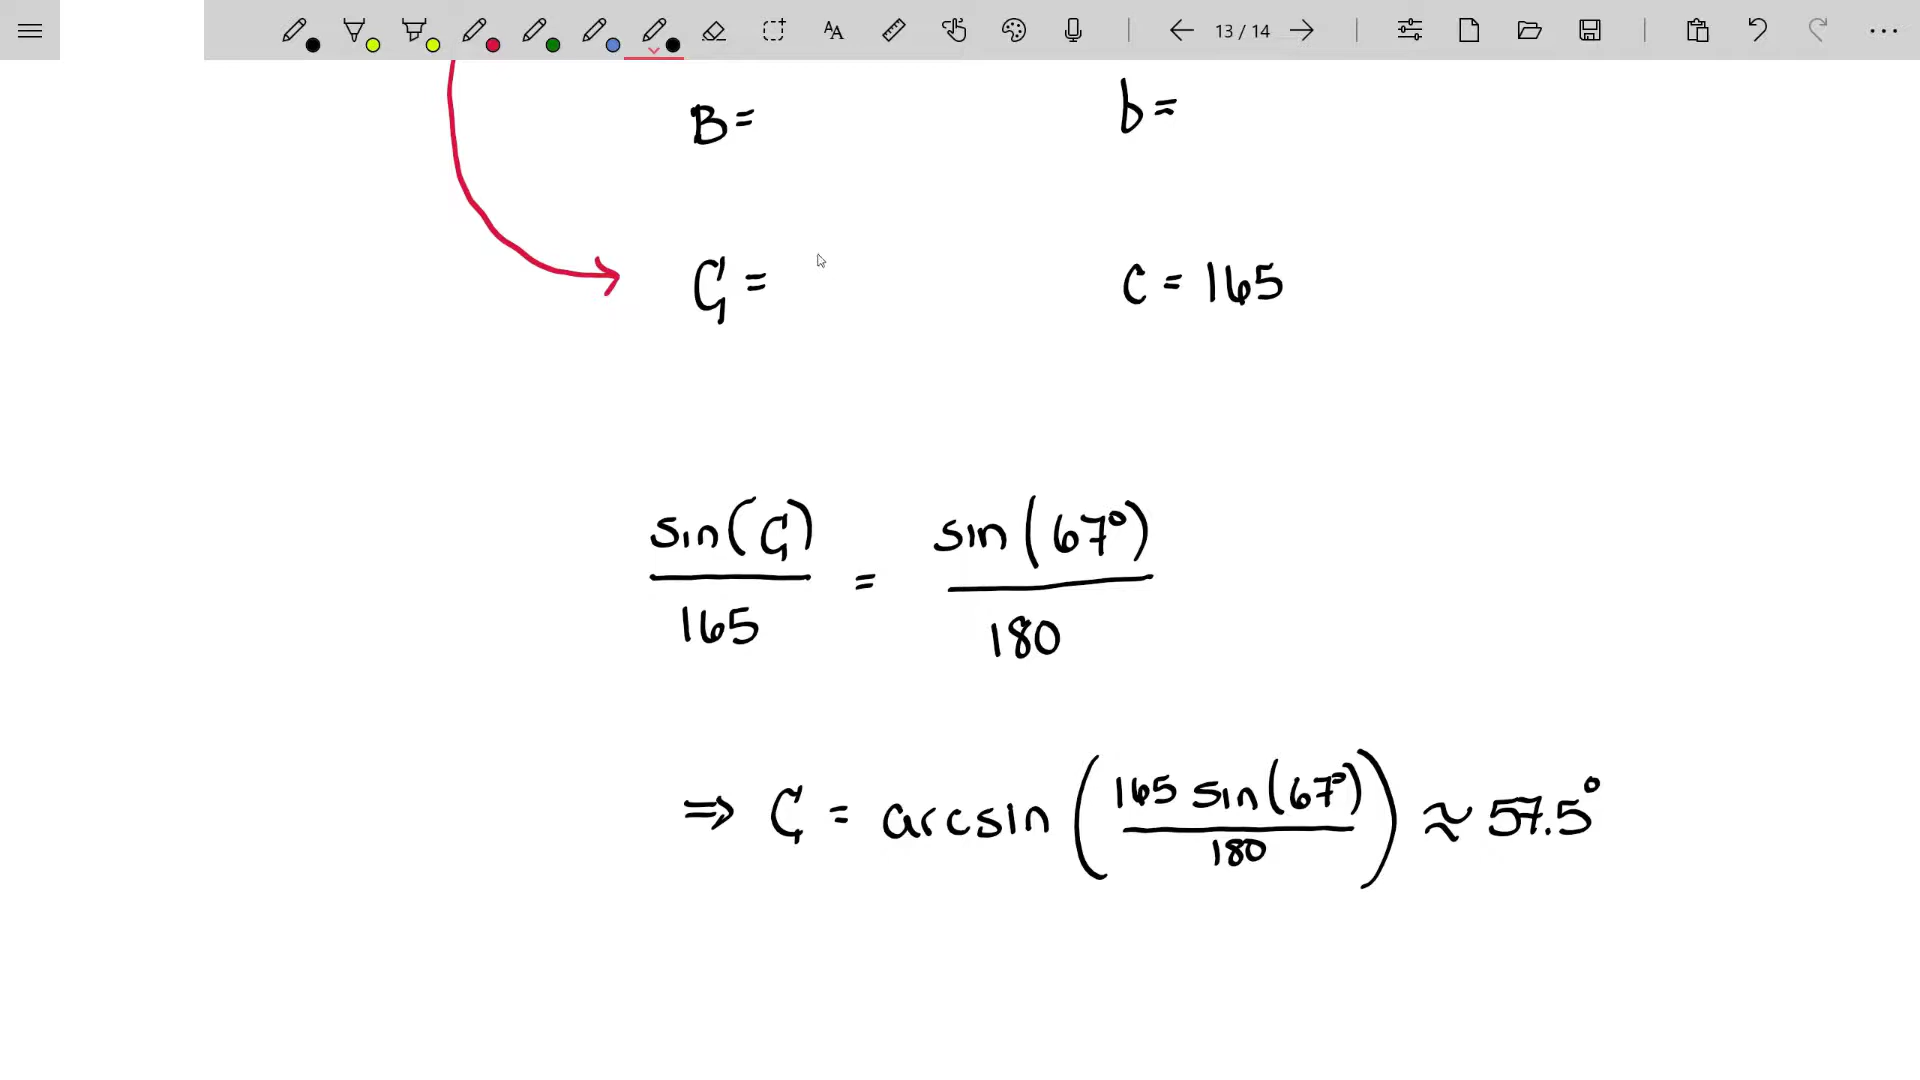 13 / 14
B = b =
C = c = 165
sin(C) / 165 = sin(67°) / 180
⇒ C = arcsin(165 sin(67°) / 180) ≈ 57.5°